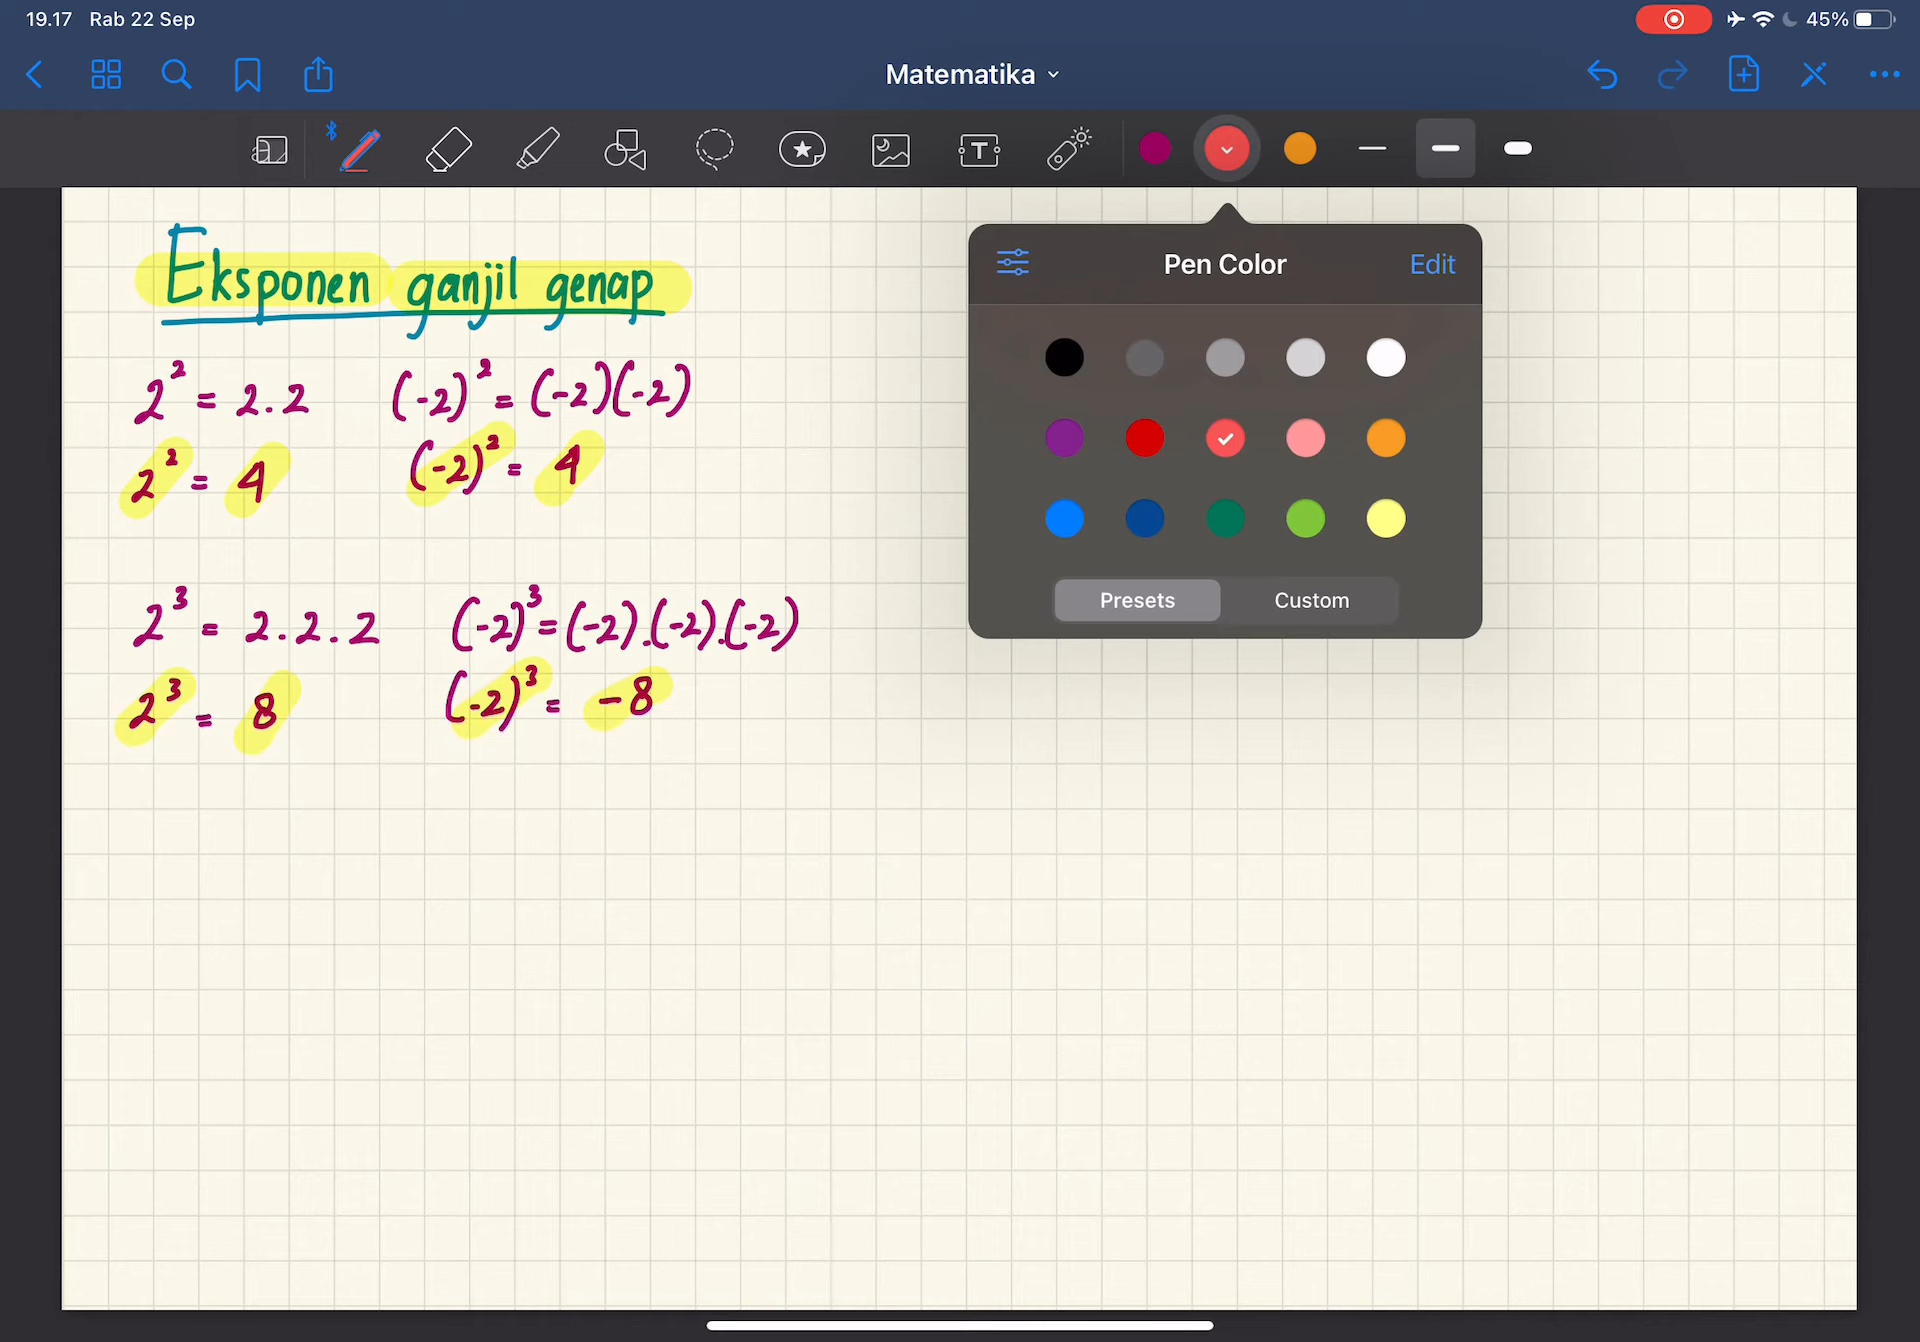 19.17 Rab 22 Sep
45%
Matematika
T
Pen Color
Edit
Presets
Custom
Eksponen ganjil genap
2² = 2.2
(-2)² = (-2)(-2)
2² = 4
(-2)² = 4
2³ = 2.2.2
(-2)³ = (-2).(-2).(-2)
2³ = 8
(-2)³ = -8